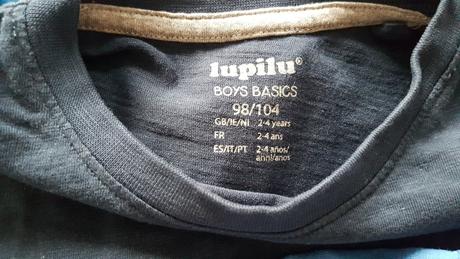 lupilu®
BOYS BASICS
98/104
GB/IE/NI 2-4 years
FR 2-4 ans
ES/IT/PT 2-4 años/
anni/anos